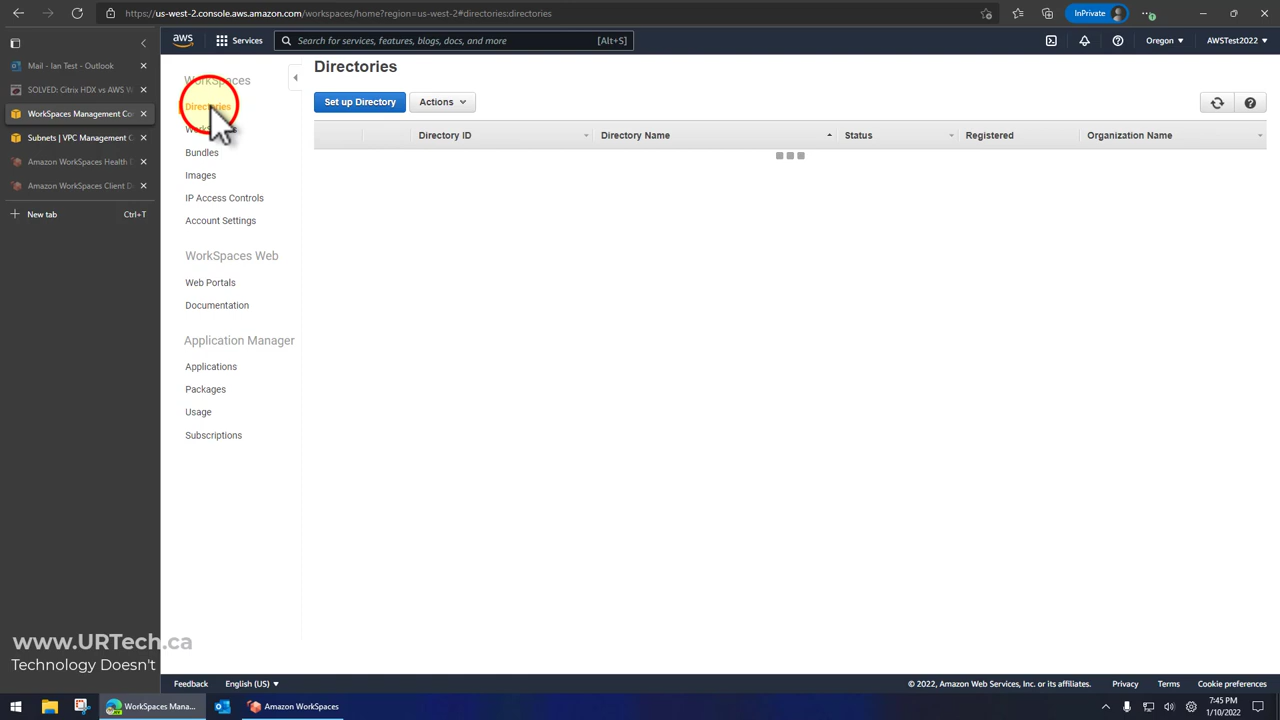 https://us-west-2.console.aws.amazon.com/workspaces/home?region=us-west-2#directories:directories
InPrivate
aws
Services
Search for services, features, blogs, docs, and more
[Alt+S]
Oregon
AWSTest2022
Mail - Ian Test - Outlook
SOLVED: Citrix HDX vs AWS W
WorkSpaces Management Co
Subnets | VPC Management C
Amazon WorkSpaces Health
Amazon WorkSpaces Client D
New tab
Ctrl+T
WorkSpaces
Directories
Bundles
Images
IP Access Controls
Account Settings
WorkSpaces Web
Web Portals
Documentation
Application Manager
Applications
Packages
Usage
Subscriptions
Directories
Set up Directory
Actions
Directory ID
Directory Name
Status
Registered
Organization Name
www.URTech.ca
Technology Doesn't
Feedback
English (US)
© 2022, Amazon Web Services, Inc. or its affiliates.
Privacy
Terms
Cookie preferences
WorkSpaces Mana...
Amazon WorkSpaces
7:45 PM
1/10/2022